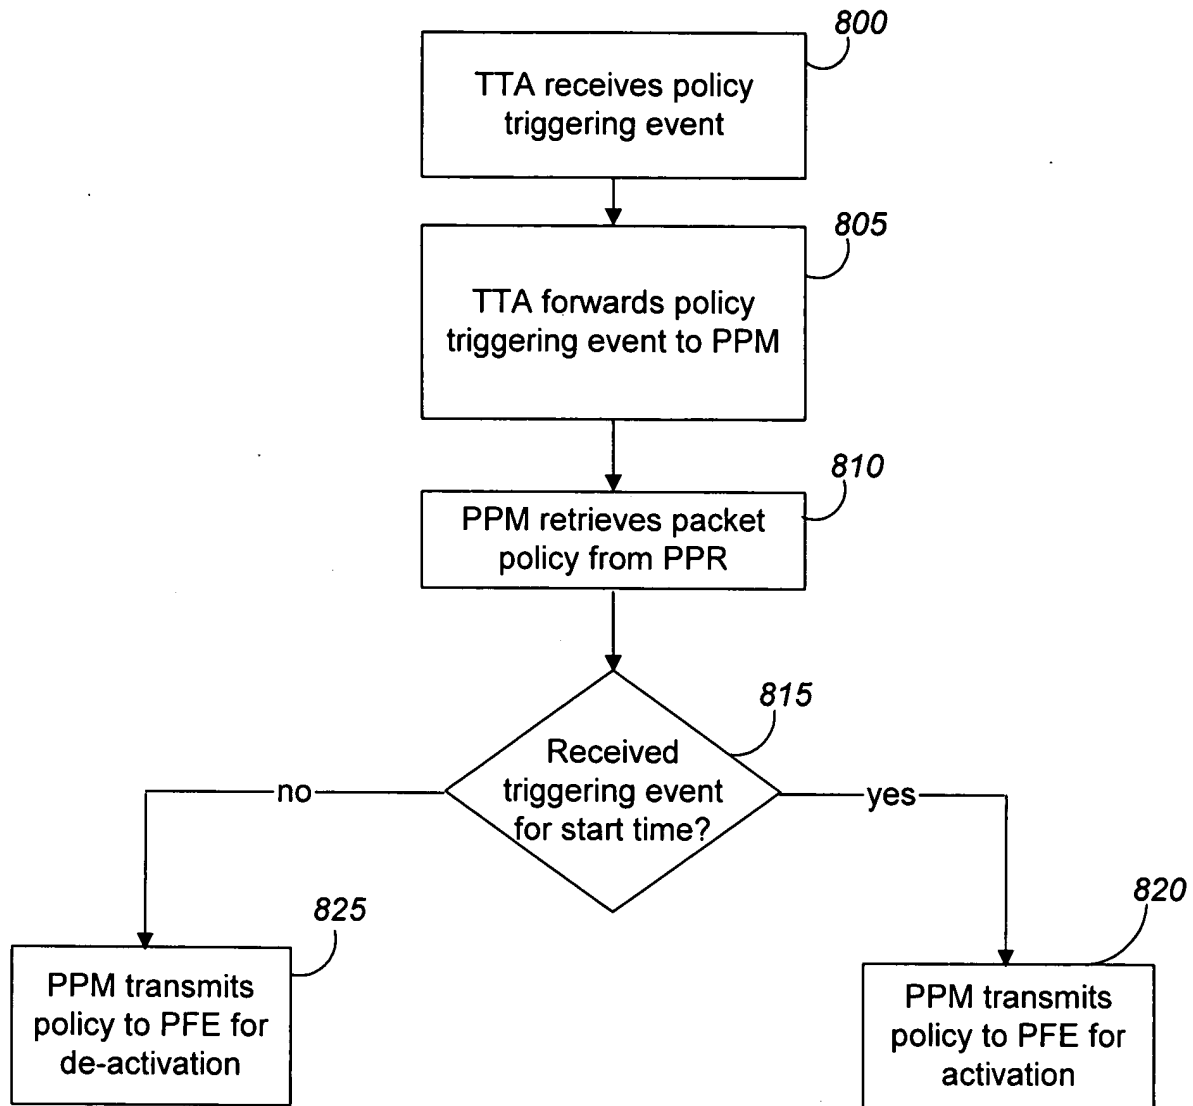 800
TTA receives policy
triggering event
805
TTA forwards policy
triggering event to PPM
810
PPM retrieves packet
policy from PPR
815
Received
triggering event
for start time?
no
yes
825
PPM transmits
policy to PFE for
de-activation
820
PPM transmits
policy to PFE for
activation